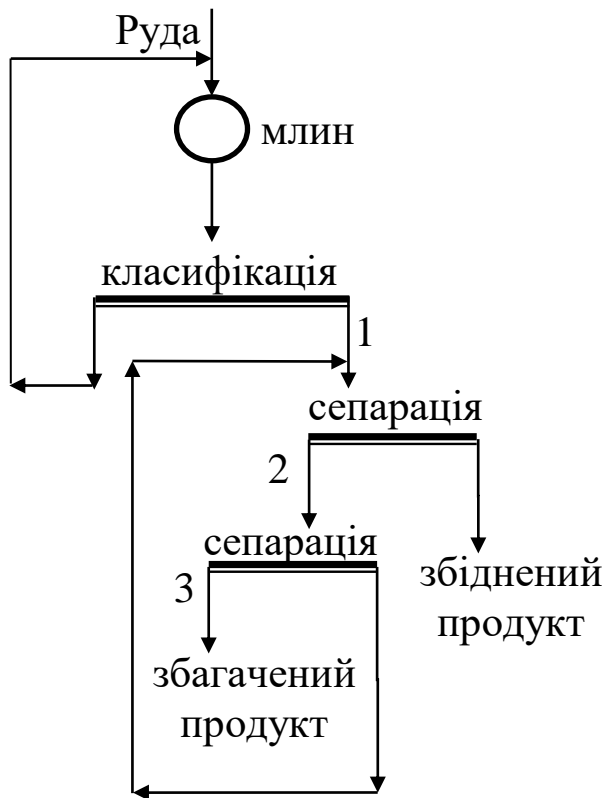 Руда
млин
класифікація
1
сепарація
2
сепарація
збіднений
продукт
3
збагачений
продукт